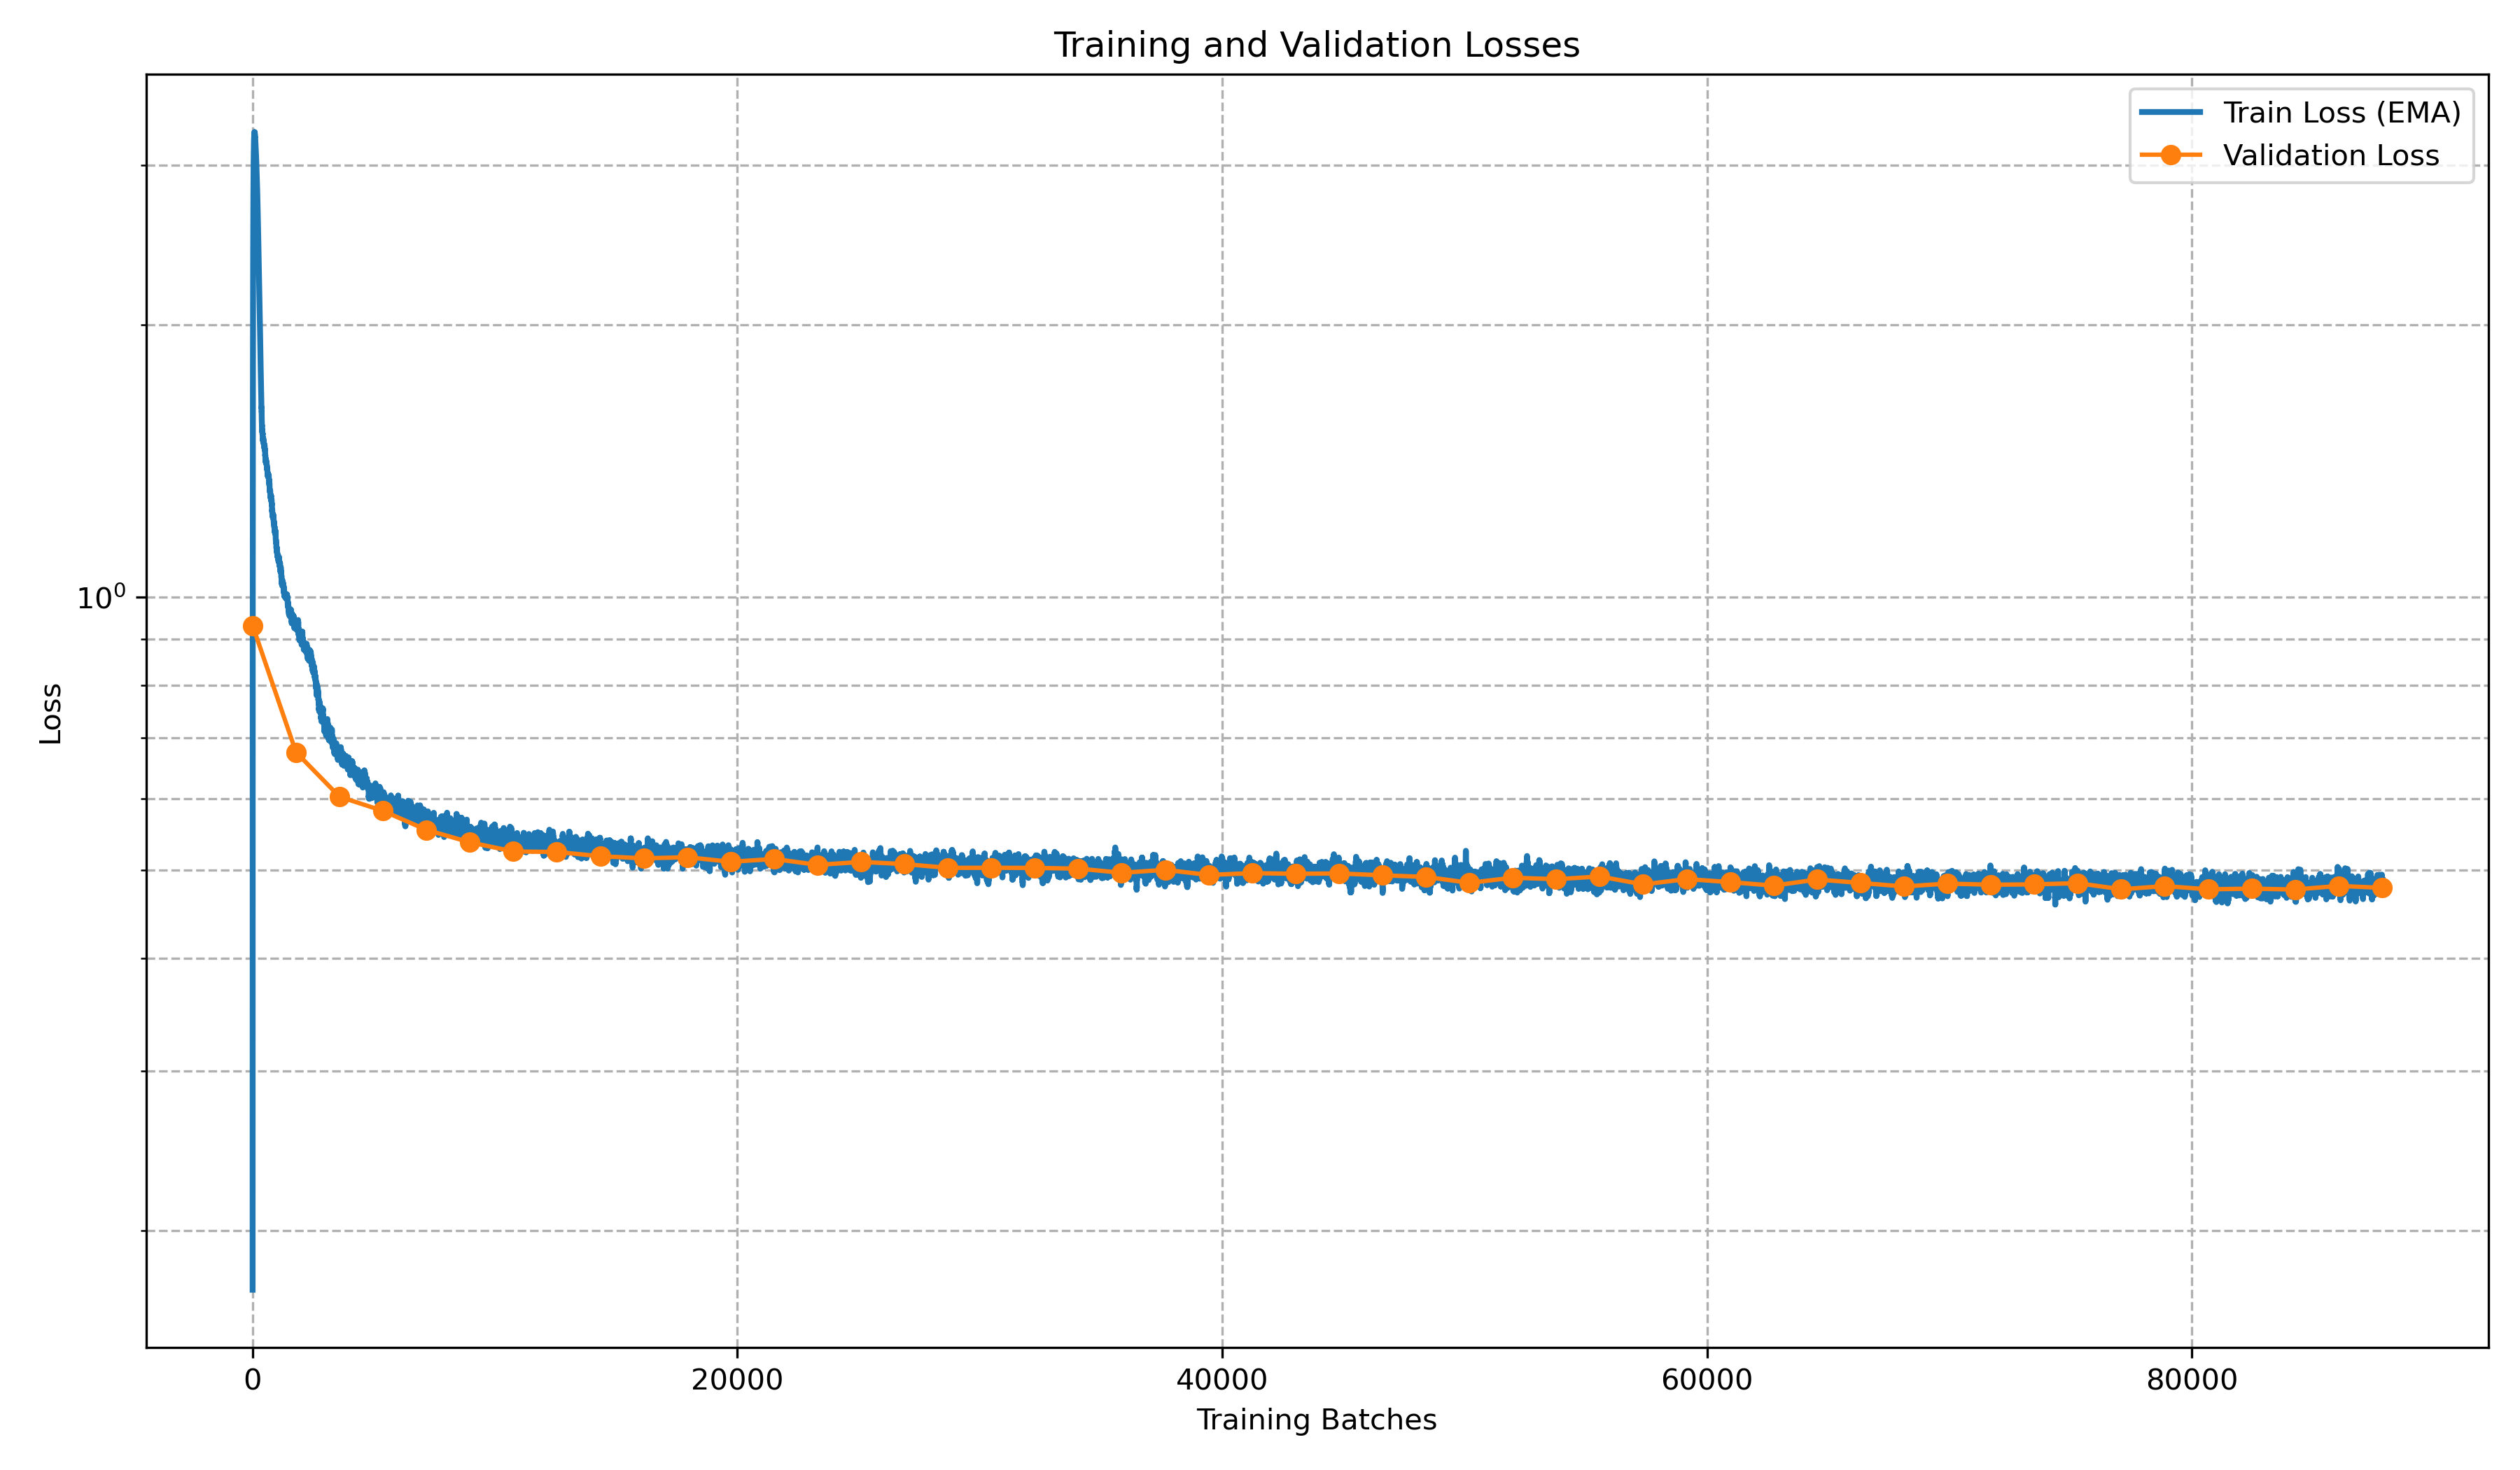 Training and Validation Losses
Train Loss (EMA)
Validation Loss
10⁰
Loss
0
20000
40000
60000
80000
Training Batches